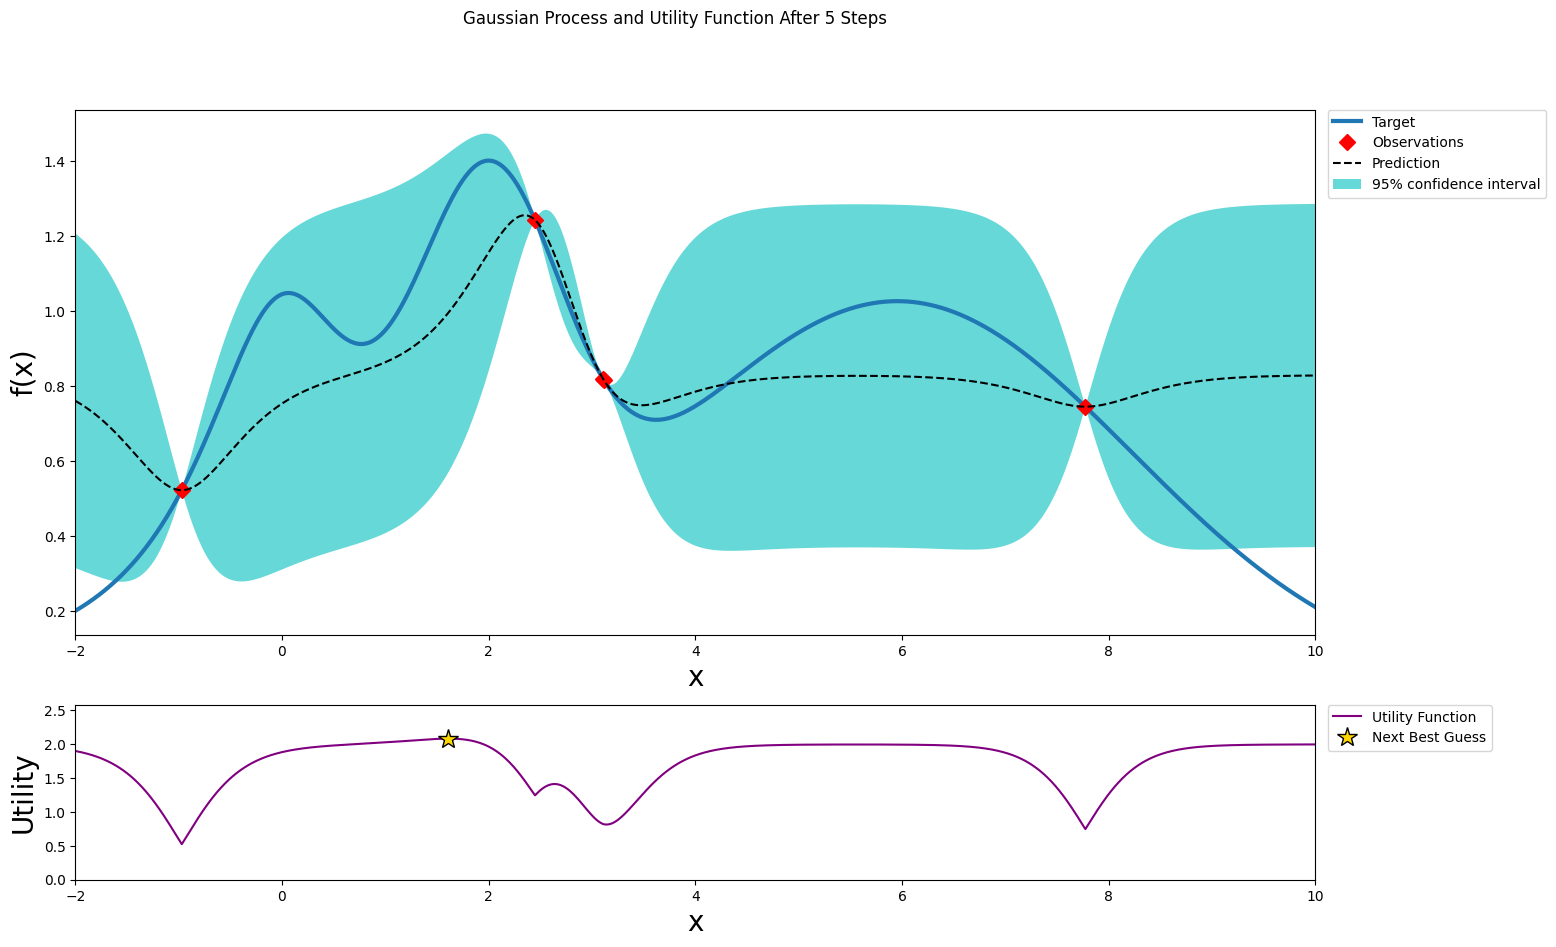 Gaussian Process and Utility Function After 5 Steps
Target
Observations
Prediction
95% confidence interval
f(x)
1.4
1.2
1.0
0.8
0.6
0.4
0.2
−2 0 2 4 6 8 10
x
Utility Function
Next Best Guess
Utility
2.5
2.0
1.5
1.0
0.5
0.0
−2 0 2 4 6 8 10
x